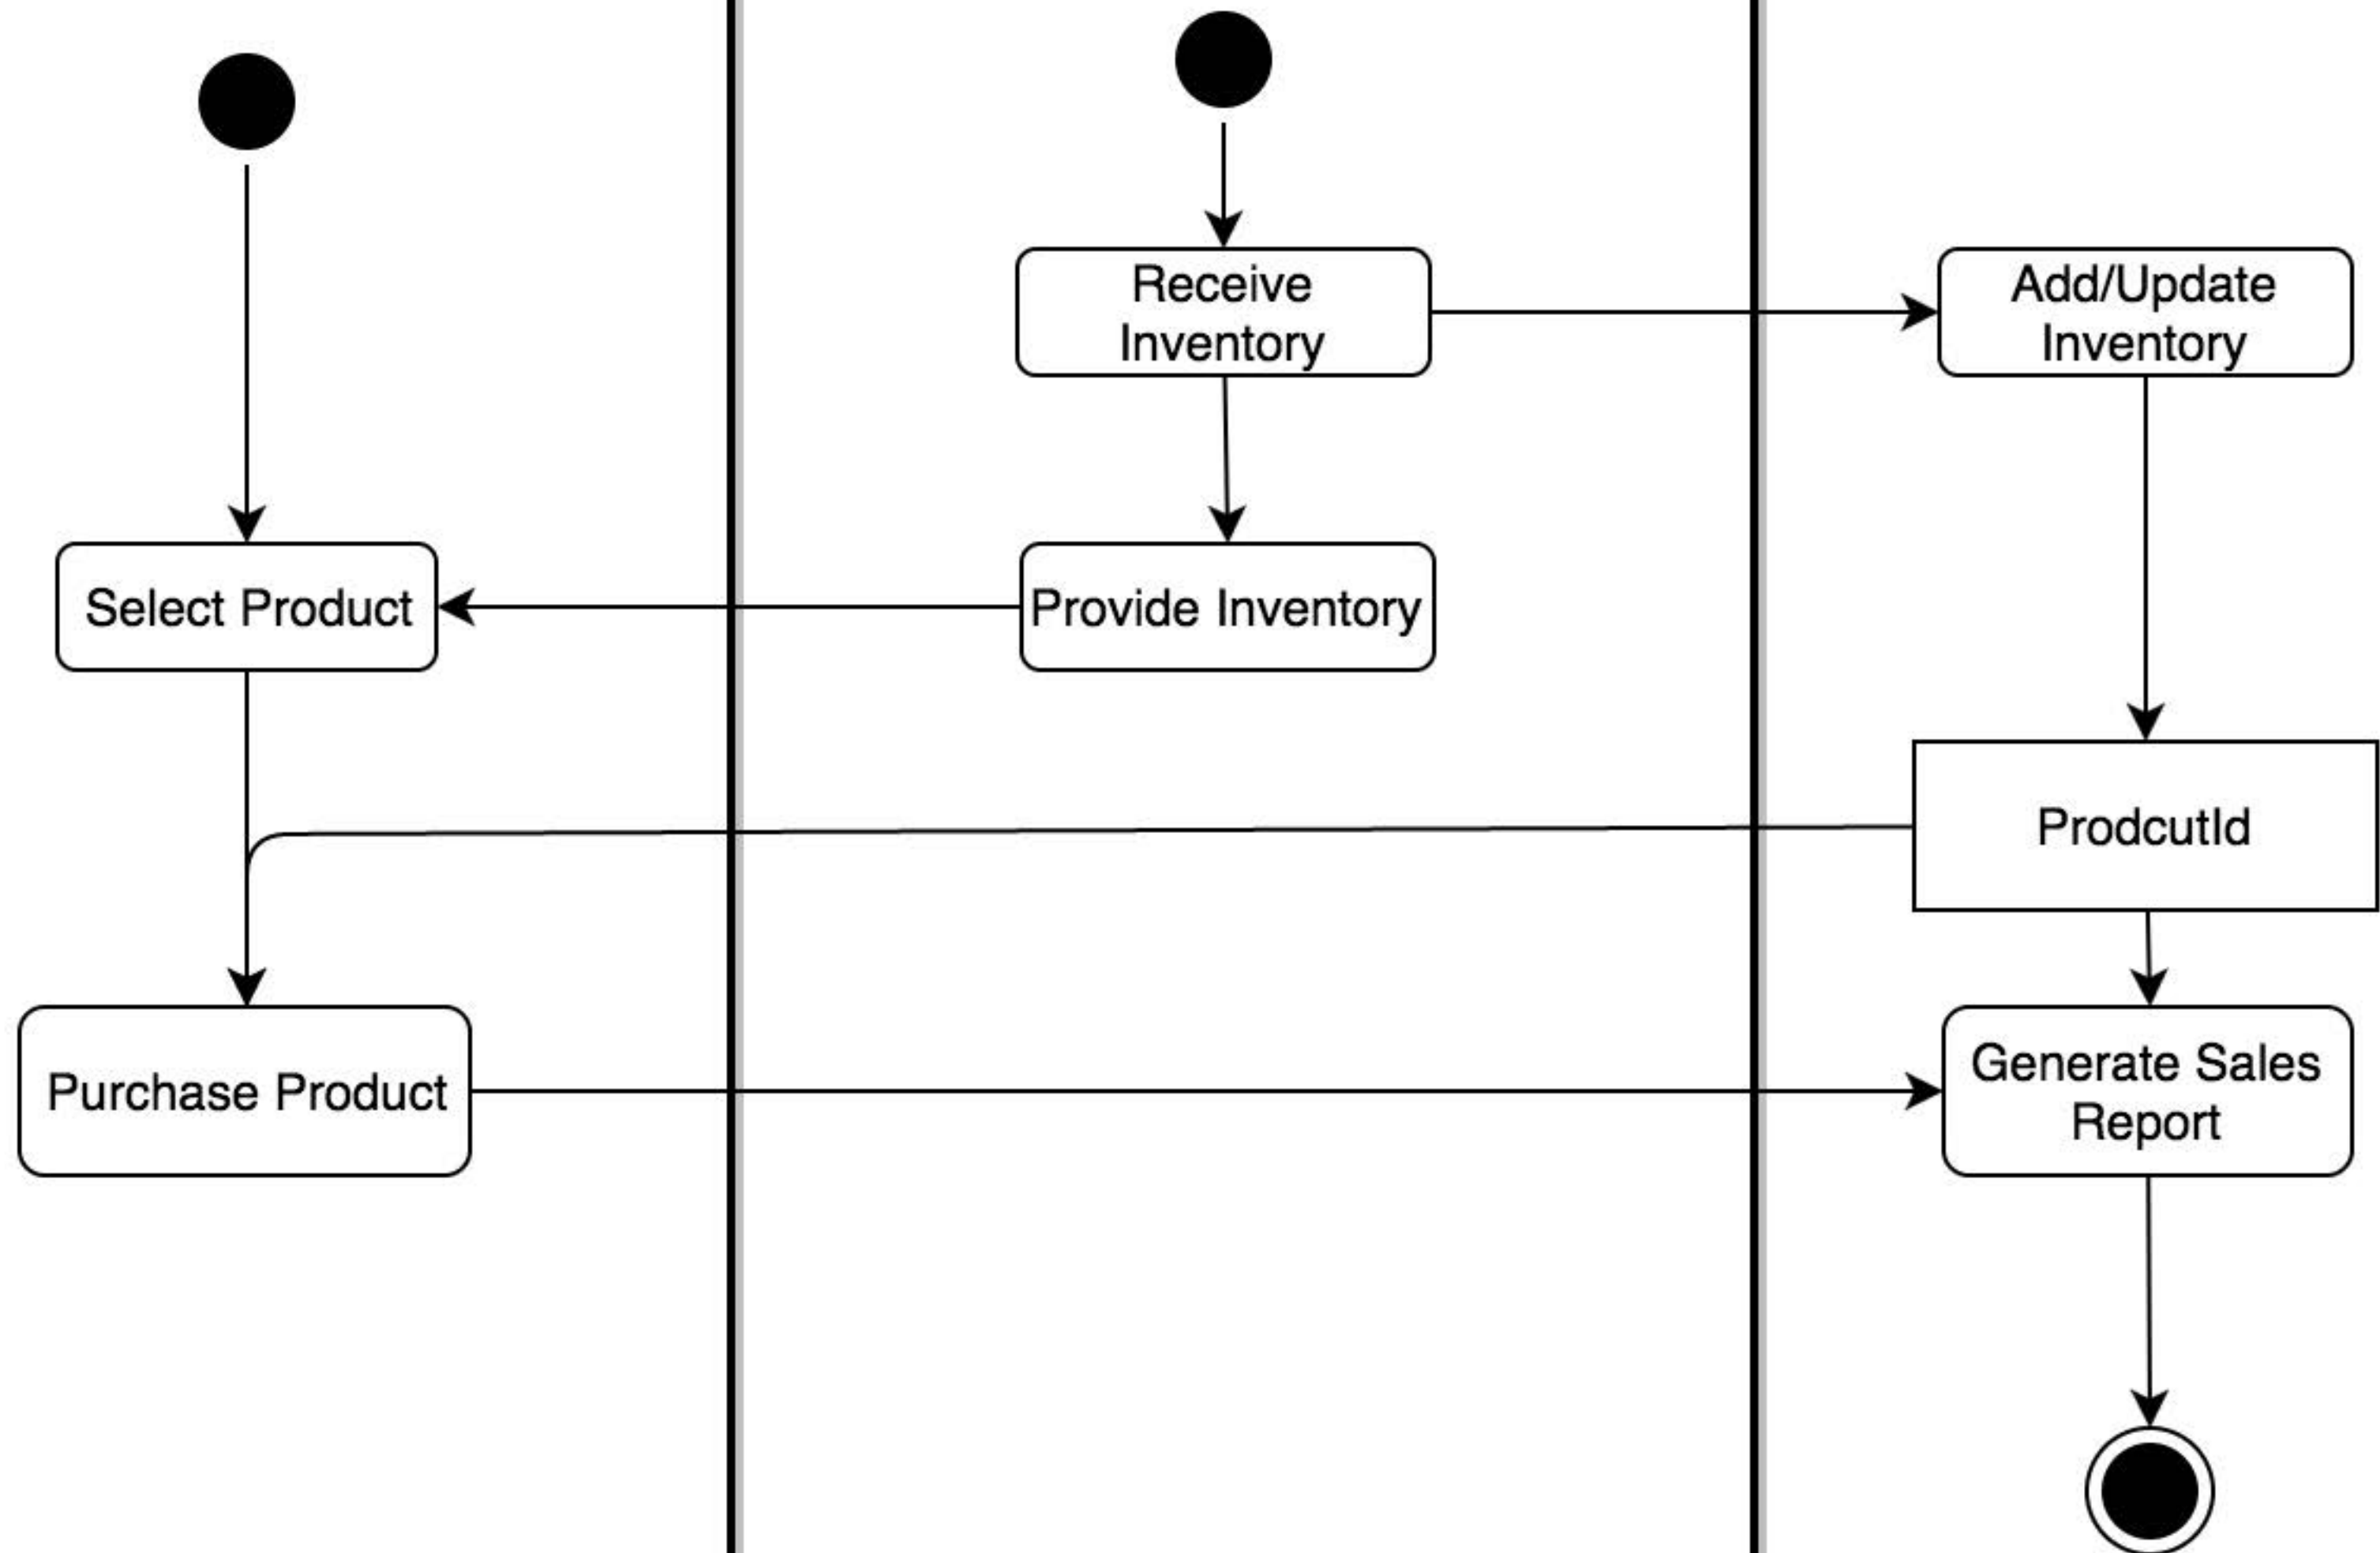 Receive
Inventory
Add/Update
Inventory
Select Product
Provide Inventory
ProdcutId
Purchase Product
Generate Sales
Report